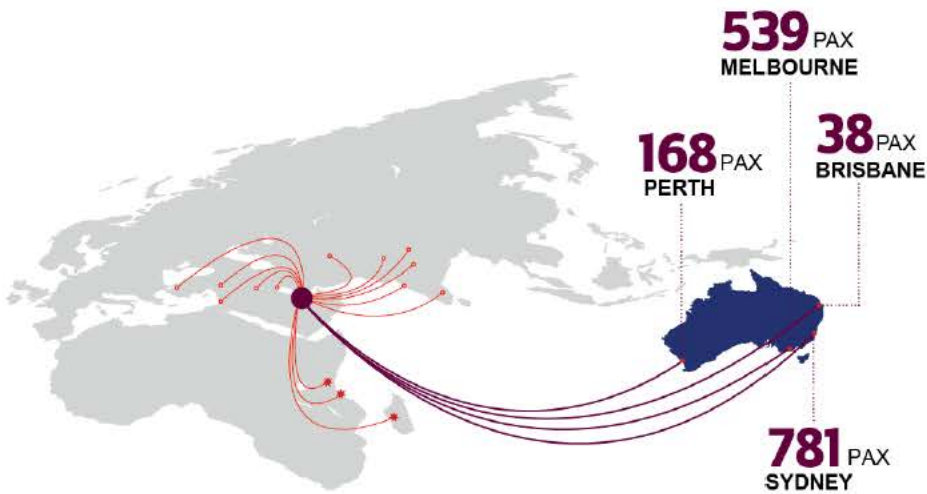 539 PAX
MELBOURNE
168 PAX
PERTH
38 PAX
BRISBANE
781 PAX
SYDNEY